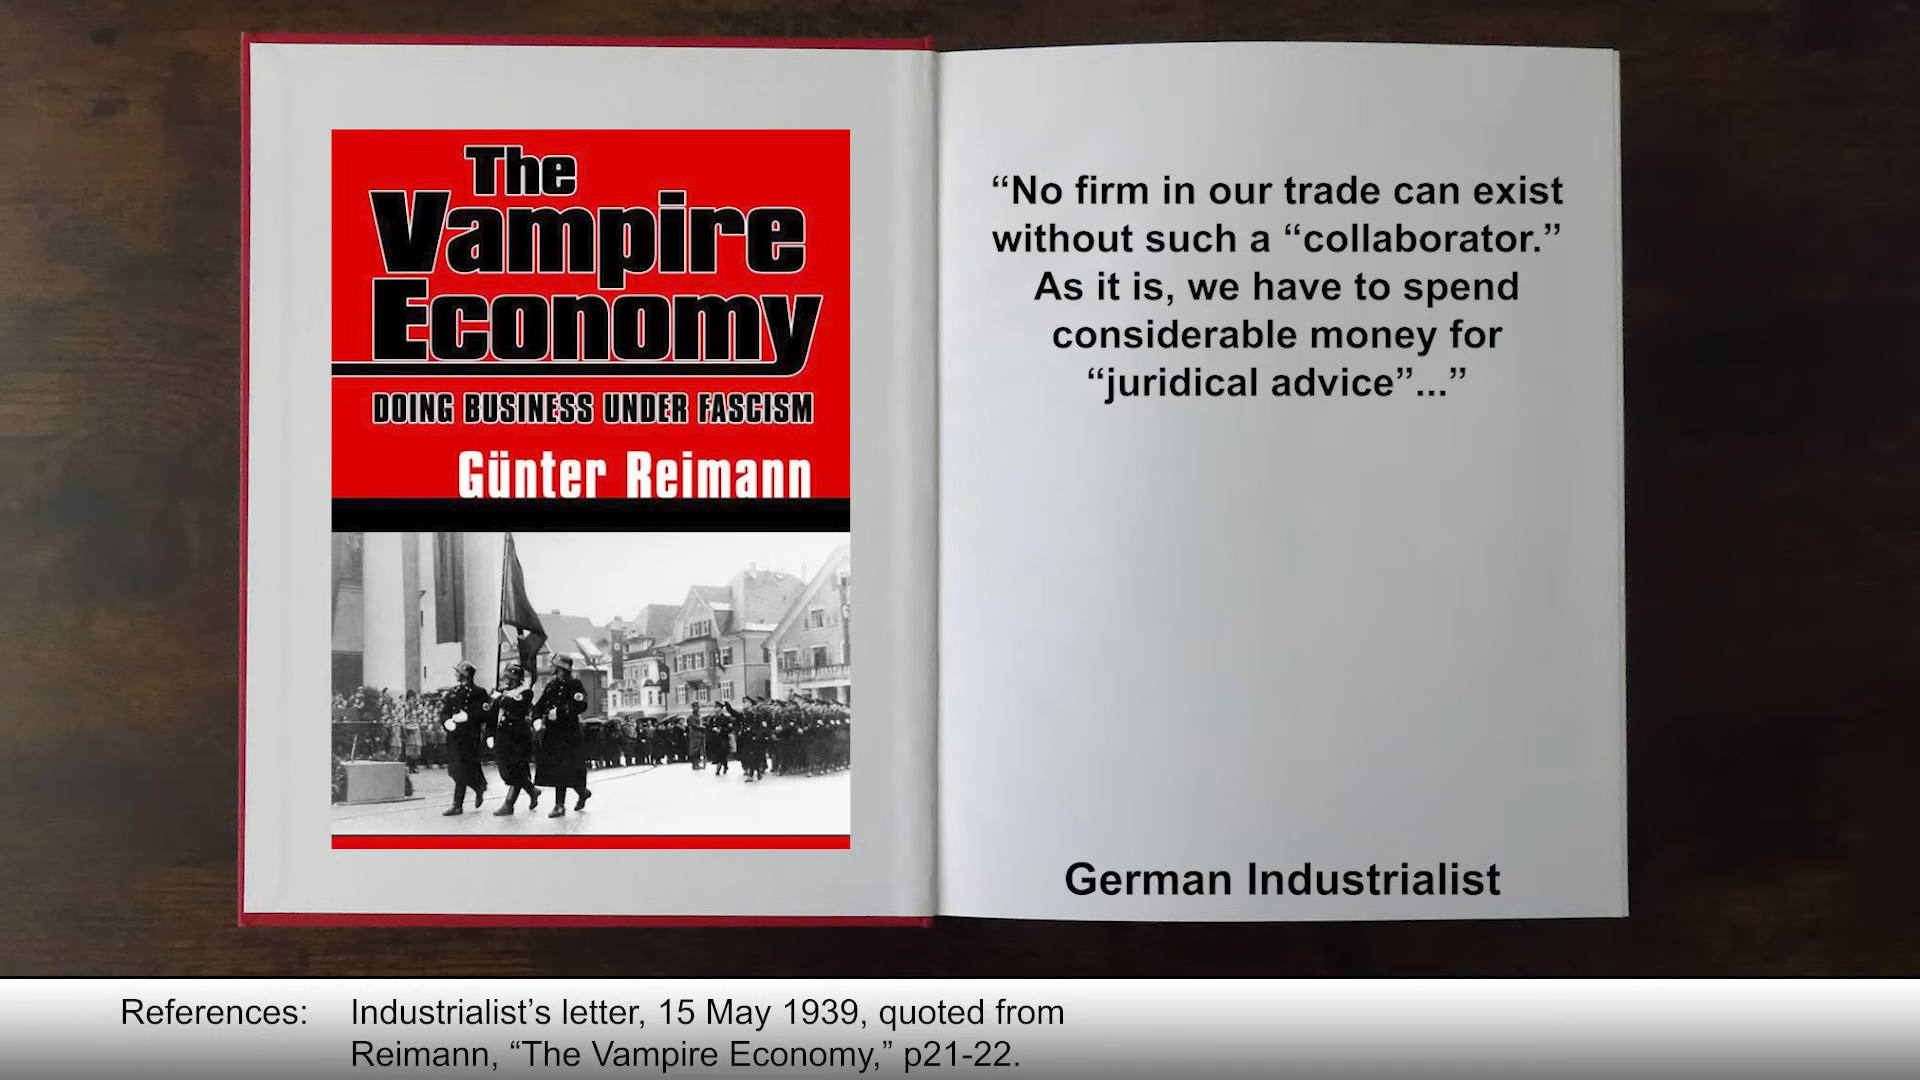 The
Vampire
Economy
DOING BUSINESS UNDER FASCISM
Günter Reimann
“No firm in our trade can exist
without such a “collaborator.”
As it is, we have to spend
considerable money for
“juridical advice”...”
German Industrialist
References: Industrialist’s letter, 15 May 1939, quoted from
Reimann, “The Vampire Economy,” p21-22.